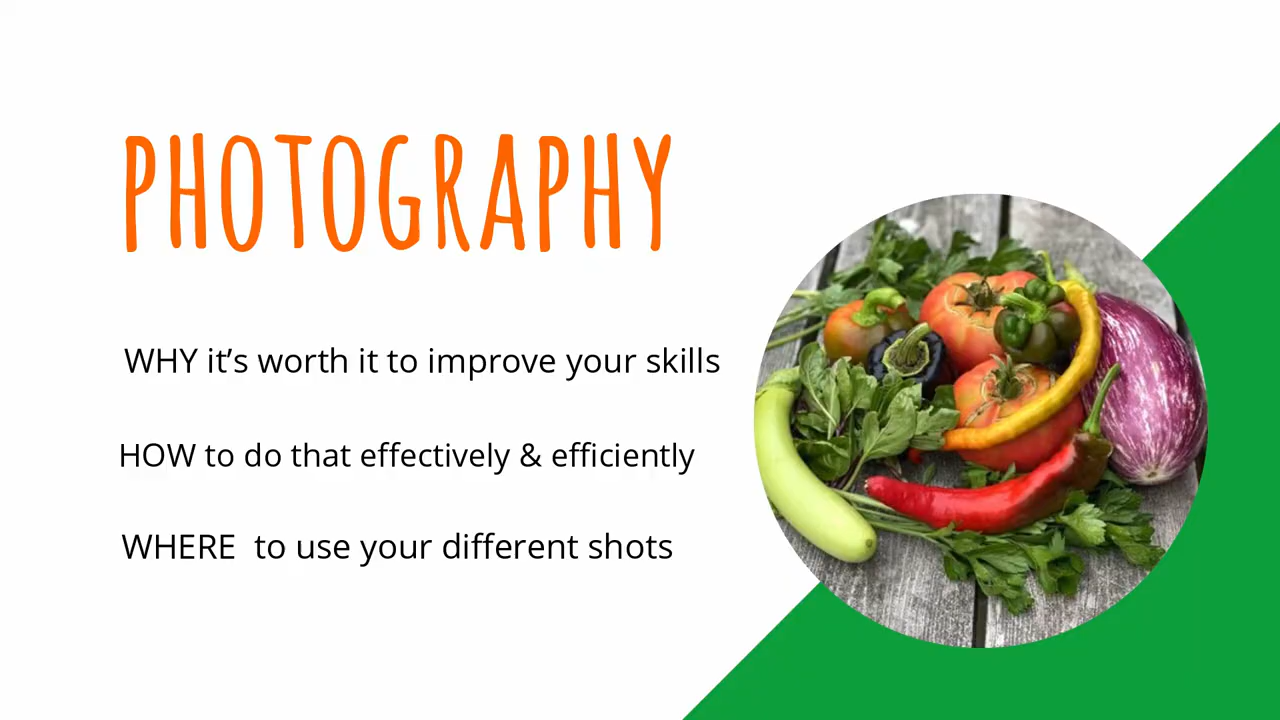 PHOTOGRAPHY
WHY it’s worth it to improve your skills
HOW to do that effectively & efficiently
WHERE  to use your different shots